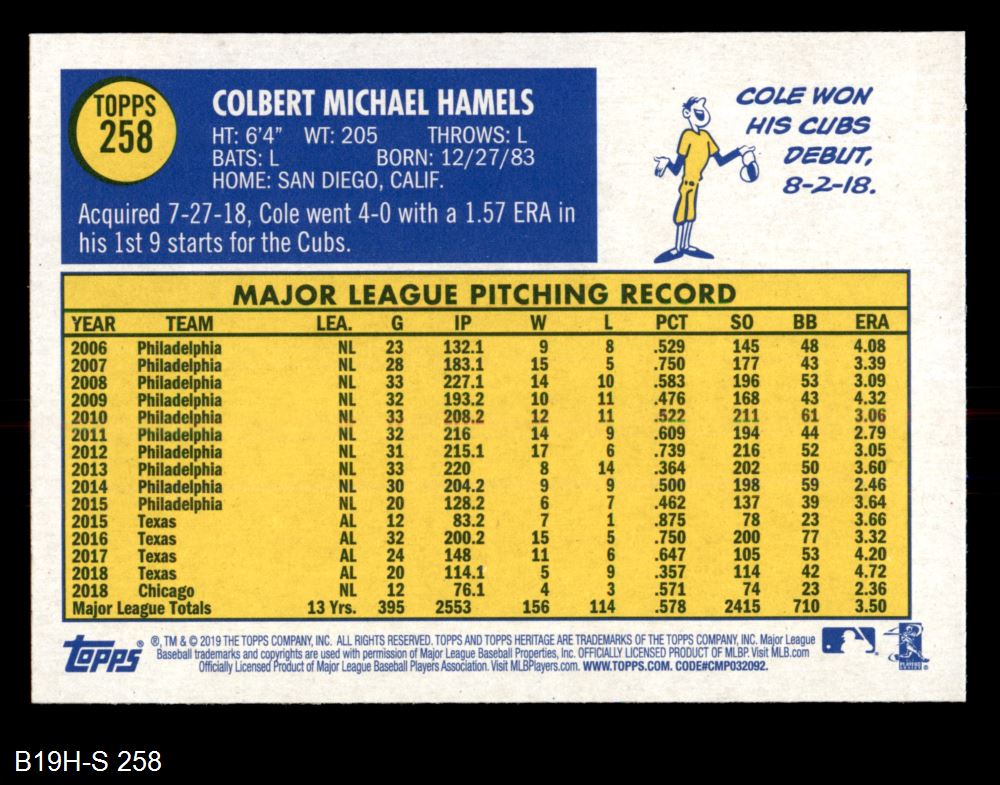 TOPPS
258
COLBERT MICHAEL HAMELS
HT: 6'4" WT: 205 THROWS: L
BATS: L BORN: 12/27/83
HOME: SAN DIEGO, CALIF.
Acquired 7-27-18, Cole went 4-0 with a 1.57 ERA in
his 1st 9 starts for the Cubs.
COLE WON
HIS CUBS
DEBUT,
8-2-18.
MAJOR LEAGUE PITCHING RECORD
YEAR TEAM LEA. G IP W L PCT SO BB ERA
2006 Philadelphia NL 23 132.1 9 8 .529 145 48 4.08
2007 Philadelphia NL 28 183.1 15 5 .750 177 43 3.39
2008 Philadelphia NL 33 227.1 14 10 .583 196 53 3.09
2009 Philadelphia NL 32 193.2 10 11 .476 168 43 4.32
2010 Philadelphia NL 33 208.2 12 11 .522 211 61 3.06
2011 Philadelphia NL 32 216 14 9 .609 194 44 2.79
2012 Philadelphia NL 31 215.1 17 6 .739 216 52 3.05
2013 Philadelphia NL 33 220 8 14 .364 202 50 3.60
2014 Philadelphia NL 30 204.2 9 9 .500 198 59 2.46
2015 Philadelphia NL 20 128.2 6 7 .462 137 39 3.64
2015 Texas AL 12 83.2 7 1 .875 78 23 3.66
2016 Texas AL 32 200.2 15 5 .750 200 77 3.32
2017 Texas AL 24 148 11 6 .647 105 53 4.20
2018 Texas AL 20 114.1 5 9 .357 114 42 4.72
2018 Chicago NL 12 76.1 4 3 .571 74 23 2.36
Major League Totals 13 Yrs. 395 2553 156 114 .578 2415 710 3.50
Topps ® ®, TM & © 2019 THE TOPPS COMPANY, INC. ALL RIGHTS RESERVED. TOPPS AND TOPPS HERITAGE ARE TRADEMARKS OF THE TOPPS COMPANY, INC. Major League
Baseball trademarks and copyrights are used with permission of Major League Baseball Properties, Inc. OFFICIALLY LICENSED PRODUCT OF MLBP. Visit MLB.com
Officially Licensed Product of Major League Baseball Players Association. Visit MLBPlayers.com. WWW.TOPPS.COM. CODE#CMP032092.
B19H-S 258